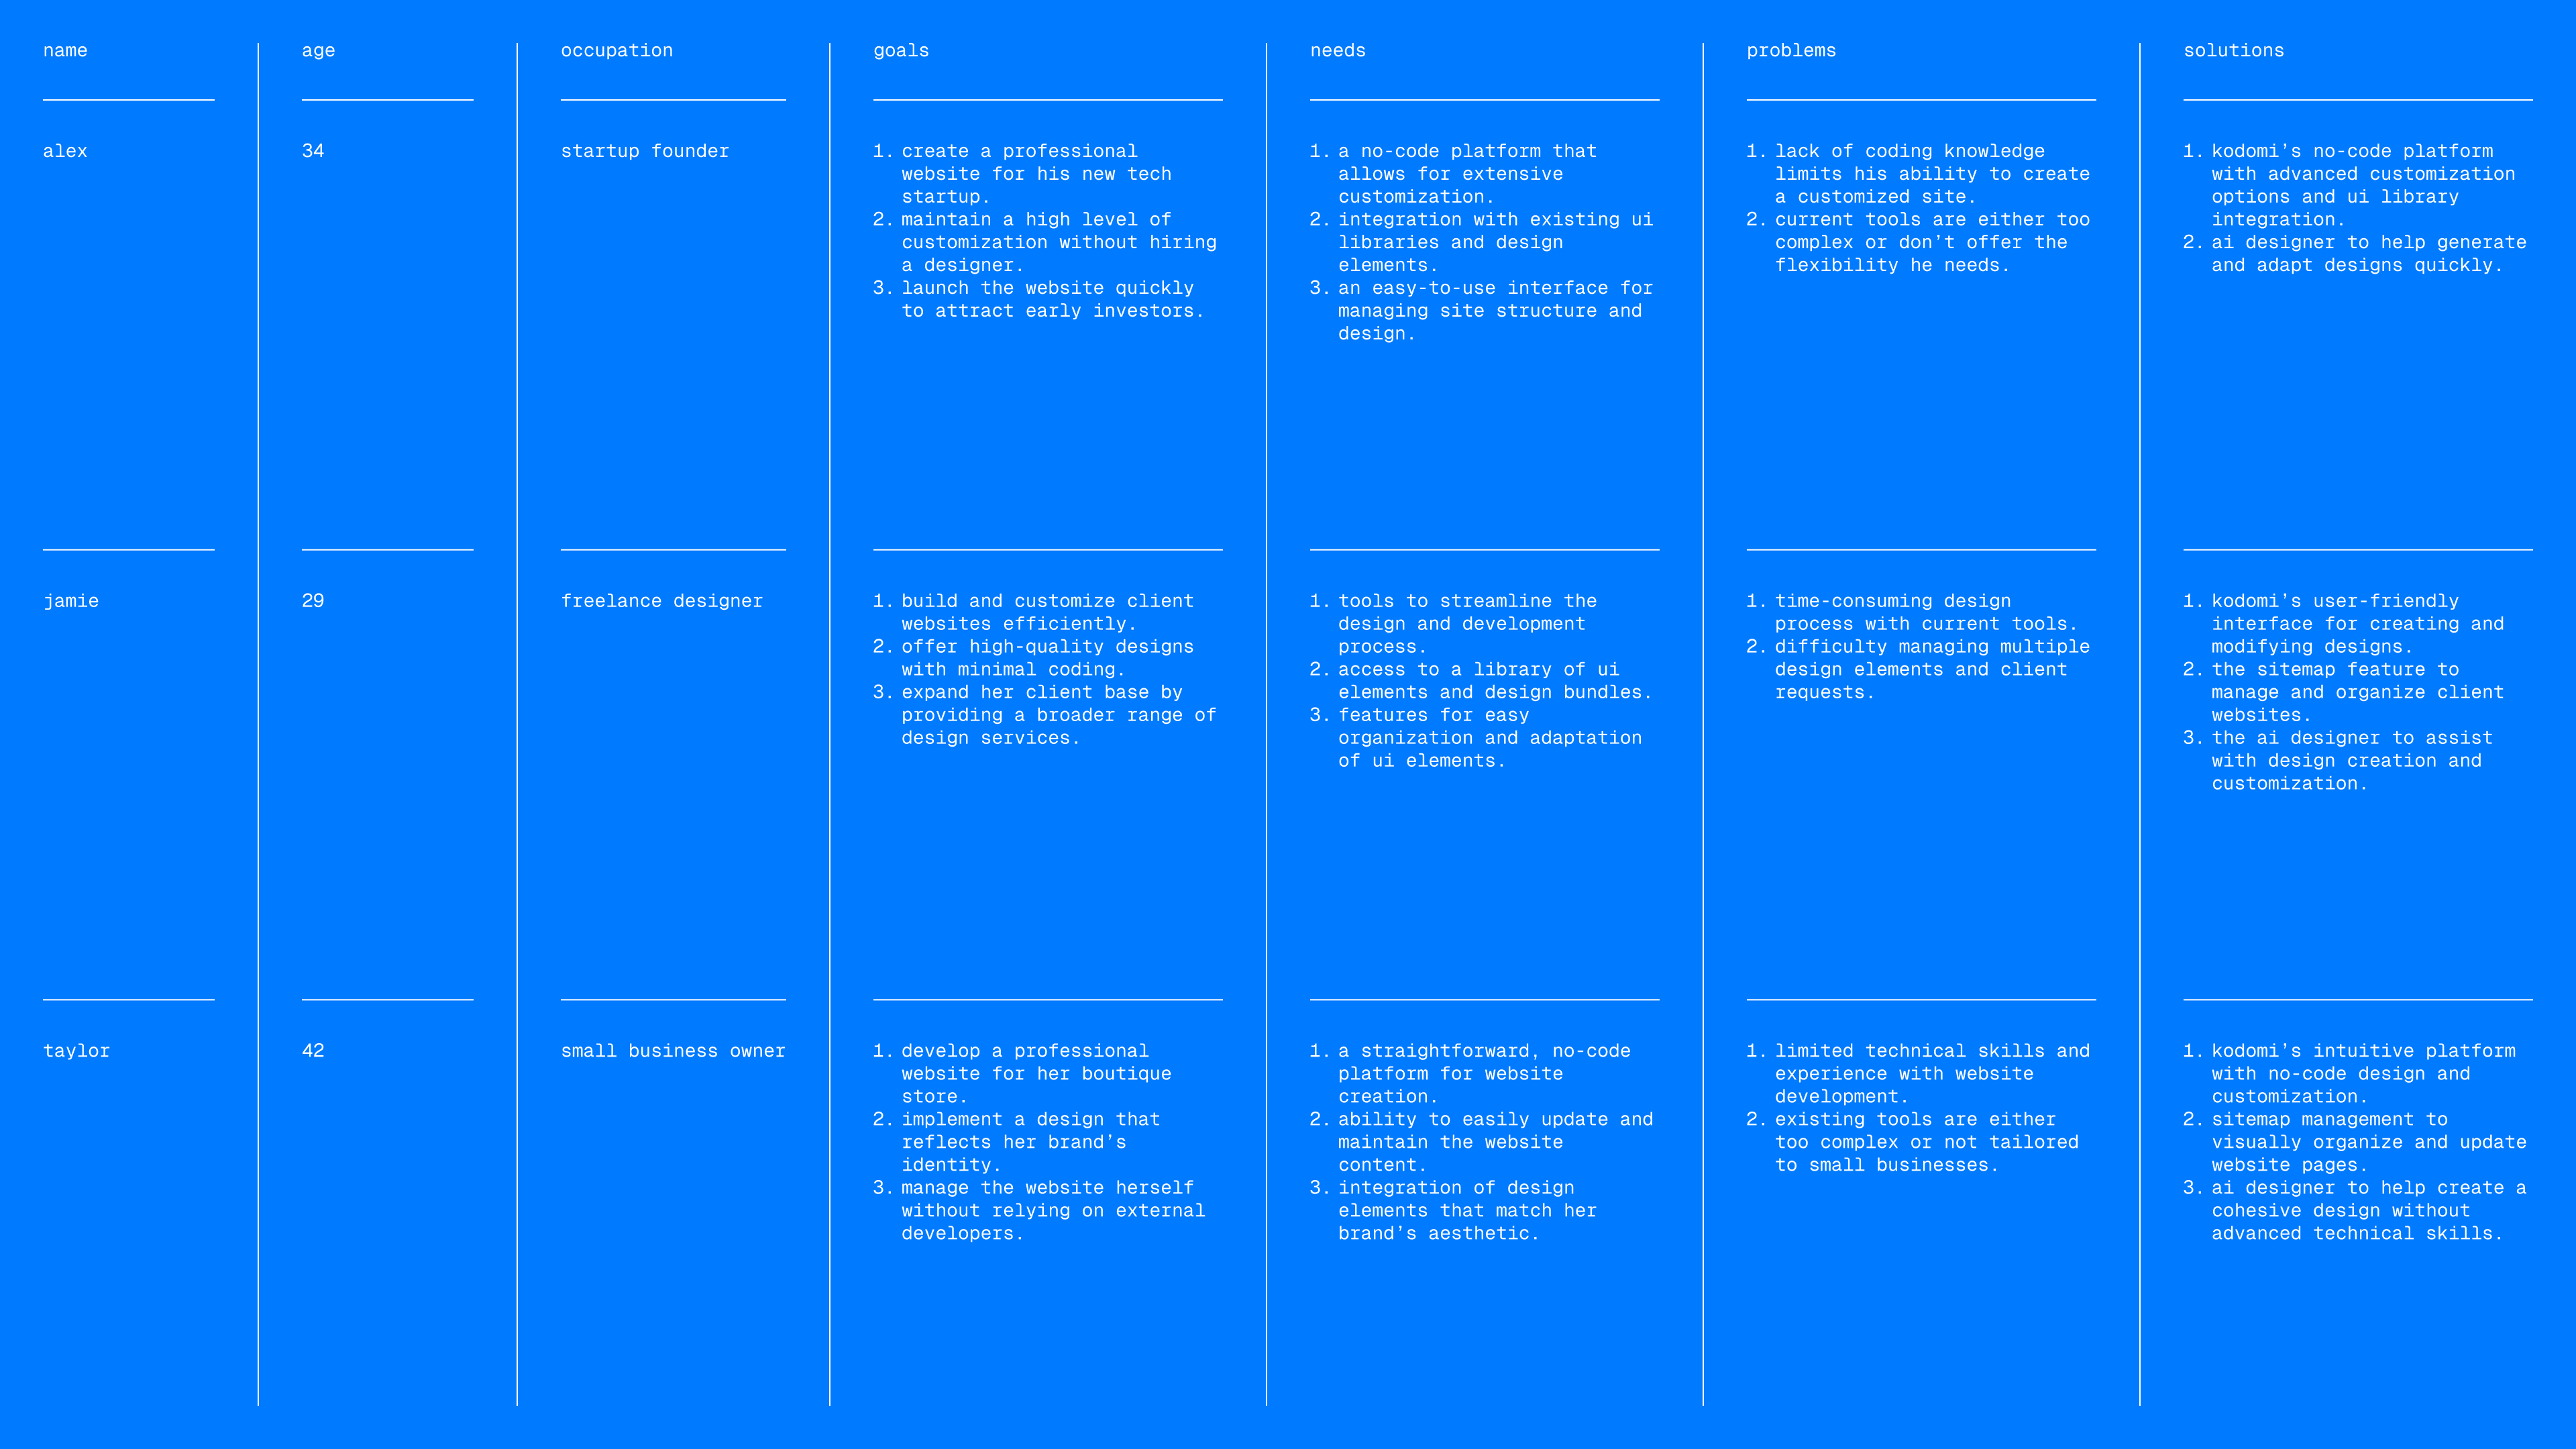 name
age
occupation
goals
needs
problems
solutions
alex
34
startup founder
1. create a professional
website for his new tech
startup.
2. maintain a high level of
customization without hiring
a designer.
3. launch the website quickly
to attract early investors.
1. a no-code platform that
allows for extensive
customization.
2. integration with existing ui
libraries and design
elements.
3. an easy-to-use interface for
managing site structure and
design.
1. lack of coding knowledge
limits his ability to create
a customized site.
2. current tools are either too
complex or don’t offer the
flexibility he needs.
1. kodomi’s no-code platform
with advanced customization
options and ui library
integration.
2. ai designer to help generate
and adapt designs quickly.
jamie
29
freelance designer
1. build and customize client
websites efficiently.
2. offer high-quality designs
with minimal coding.
3. expand her client base by
providing a broader range of
design services.
1. tools to streamline the
design and development
process.
2. access to a library of ui
elements and design bundles.
3. features for easy
organization and adaptation
of ui elements.
1. time-consuming design
process with current tools.
2. difficulty managing multiple
design elements and client
requests.
1. kodomi’s user-friendly
interface for creating and
modifying designs.
2. the sitemap feature to
manage and organize client
websites.
3. the ai designer to assist
with design creation and
customization.
taylor
42
small business owner
1. develop a professional
website for her boutique
store.
2. implement a design that
reflects her brand’s
identity.
3. manage the website herself
without relying on external
developers.
1. a straightforward, no-code
platform for website
creation.
2. ability to easily update and
maintain the website
content.
3. integration of design
elements that match her
brand’s aesthetic.
1. limited technical skills and
experience with website
development.
2. existing tools are either
too complex or not tailored
to small businesses.
1. kodomi’s intuitive platform
with no-code design and
customization.
2. sitemap management to
visually organize and update
website pages.
3. ai designer to help create a
cohesive design without
advanced technical skills.